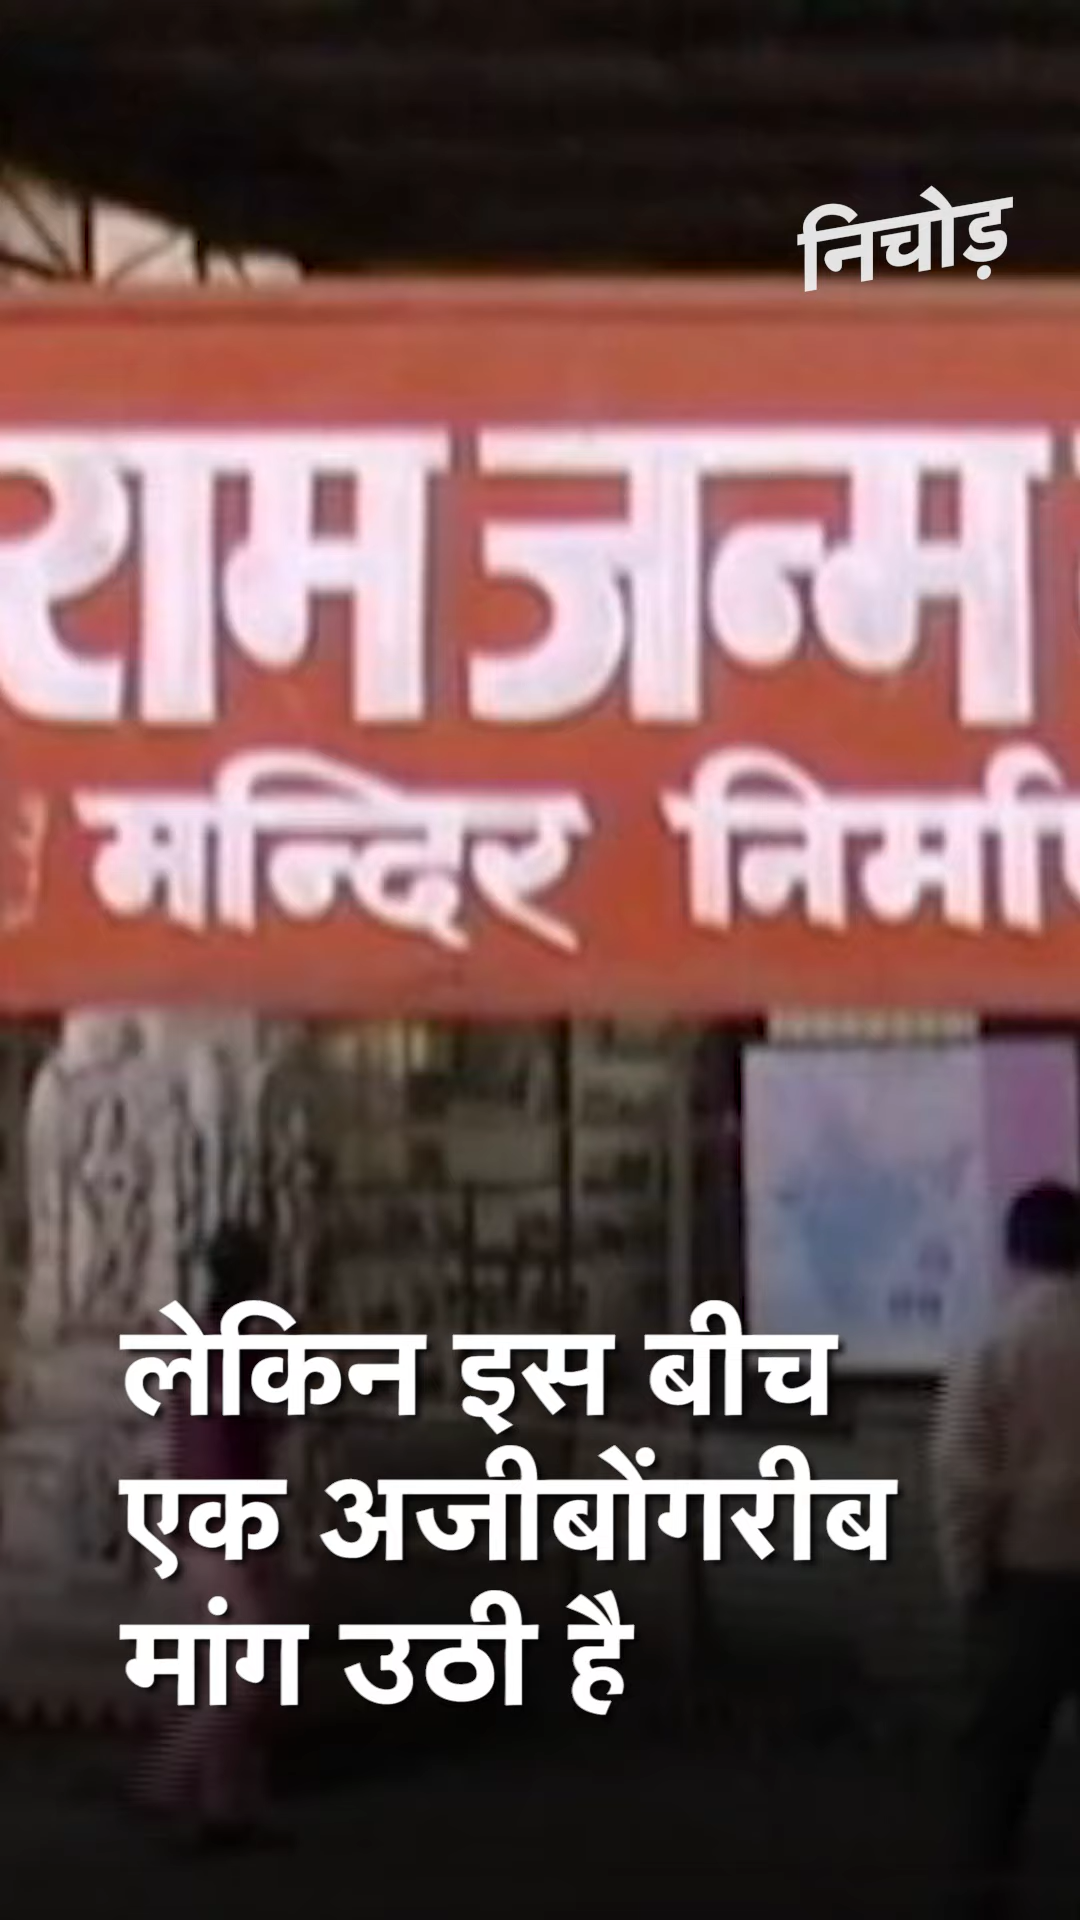 निचोड़
राम जन्म
मन्दिर निर्माण
लेकिन इस बीच
एक अजीबोंगरीब
मांग उठी है